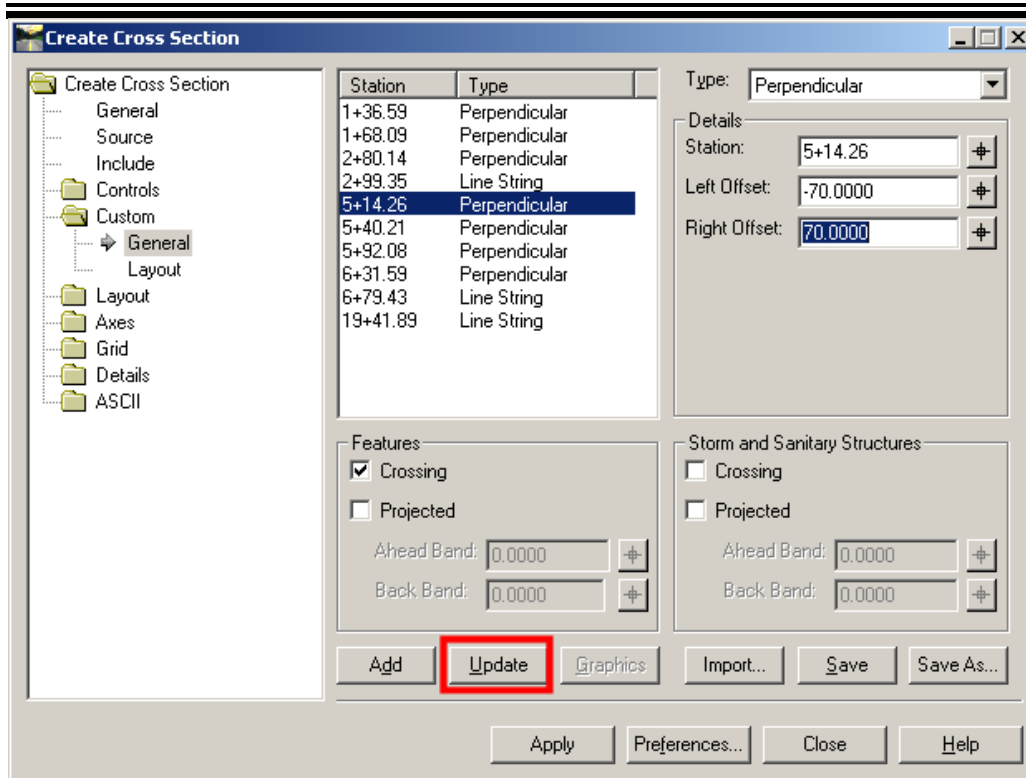 Create Cross Section
Create Cross Section
General
Source
Include
Controls
Custom
General
Layout
Layout
Axes
Grid
Details
ASCII
Station Type
1+36.59 Perpendicular
1+68.09 Perpendicular
2+80.14 Perpendicular
2+99.35 Line String
5+14.26 Perpendicular
5+40.21 Perpendicular
5+92.08 Perpendicular
6+31.59 Perpendicular
6+79.43 Line String
19+41.89 Line String
Type: Perpendicular
Details
Station: 5+14.26
Left Offset: -70.0000
Right Offset: 70.0000
Features
Crossing
Projected
Ahead Band: 0.0000
Back Band: 0.0000
Storm and Sanitary Structures
Crossing
Projected
Ahead Band: 0.0000
Back Band: 0.0000
Add Update Graphics Import... Save Save As...
Apply Preferences... Close Help